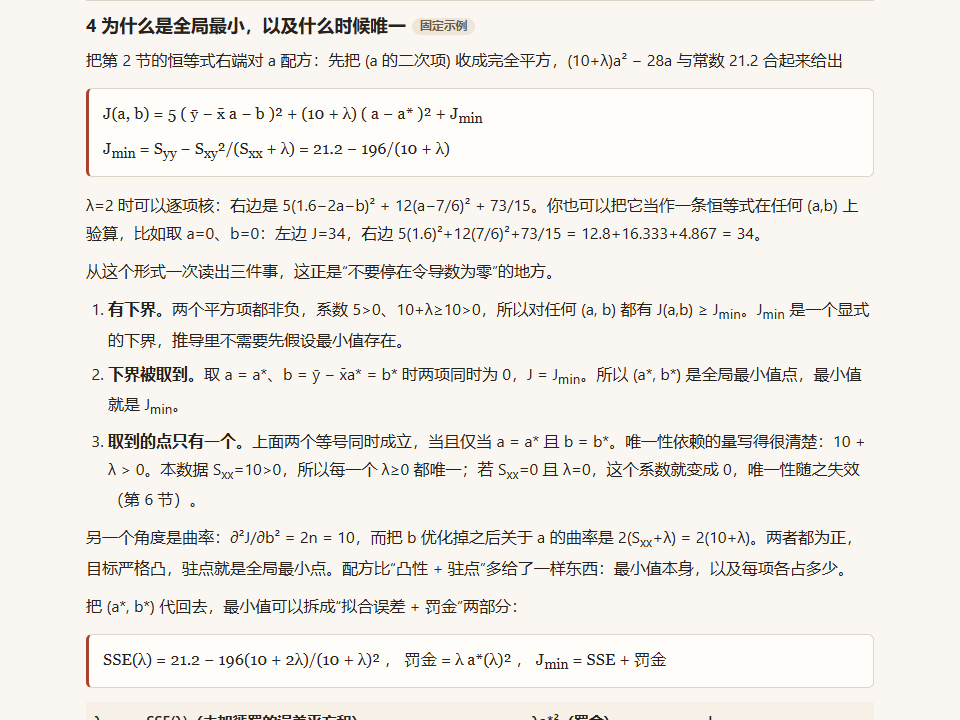 4 为什么是全局最小，以及什么时候唯一 固定示例
把第 2 节的恒等式右端对 a 配方：先把 (a 的二次项) 收成完全平方，(10+λ)a² − 28a 与常数 21.2 合起来给出
J(a, b) = 5 ( ȳ − x̄ a − b )² + (10 + λ) ( a − a* )² + Jmin
Jmin = Syy − Sxy²/(Sxx + λ) = 21.2 − 196/(10 + λ)
λ=2 时可以逐项核：右边是 5(1.6−2a−b)² + 12(a−7/6)² + 73/15。你也可以把它当作一条恒等式在任何 (a,b) 上
验算，比如取 a=0、b=0：左边 J=34，右边 5(1.6)²+12(7/6)²+73/15 = 12.8+16.333+4.867 = 34。
从这个形式一次读出三件事，这正是“不要停在令导数为零”的地方。
1. 有下界。两个平方项都非负，系数 5>0、10+λ≥10>0，所以对任何 (a, b) 都有 J(a,b) ≥ Jmin。Jmin 是一个显式
的下界，推导里不需要先假设最小值存在。
2. 下界被取到。取 a = a*、b = ȳ − x̄a* = b* 时两项同时为 0，J = Jmin。所以 (a*, b*) 是全局最小值点，最小值
就是 Jmin。
3. 取到的点只有一个。上面两个等号同时成立，当且仅当 a = a* 且 b = b*。唯一性依赖的量写得很清楚：10 +
λ > 0。本数据 Sxx=10>0，所以每一个 λ≥0 都唯一；若 Sxx=0 且 λ=0，这个系数就变成 0，唯一性随之失效
（第 6 节）。
另一个角度是曲率：∂²J/∂b² = 2n = 10，而把 b 优化掉之后关于 a 的曲率是 2(Sxx+λ) = 2(10+λ)。两者都为正，
目标严格凸，驻点就是全局最小点。配方比“凸性 + 驻点”多给了一样东西：最小值本身，以及每项各占多少。
把 (a*, b*) 代回去，最小值可以拆成“拟合误差 + 罚金”两部分：
SSE(λ) = 21.2 − 196(10 + 2λ)/(10 + λ)² ， 罚金 = λ a*(λ)² ， Jmin = SSE + 罚金